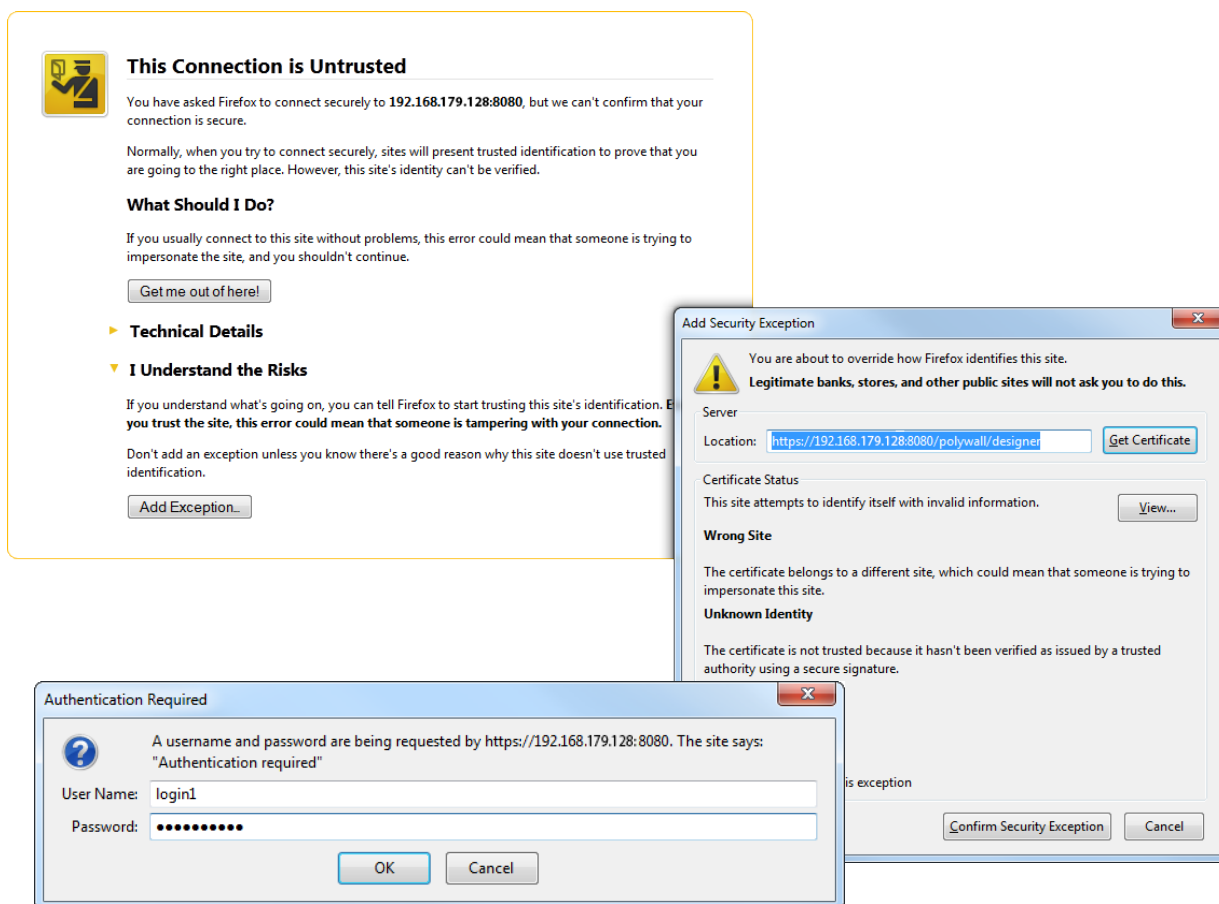 This Connection is Untrusted
You have asked Firefox to connect securely to 192.168.179.128:8080, but we can't confirm that your
connection is secure.
Normally, when you try to connect securely, sites will present trusted identification to prove that you
are going to the right place. However, this site's identity can't be verified.
What Should I Do?
If you usually connect to this site without problems, this error could mean that someone is trying to
impersonate the site, and you shouldn't continue.
Get me out of here!
Technical Details
I Understand the Risks
If you understand what's going on, you can tell Firefox to start trusting this site's identification.
you trust the site, this error could mean that someone is tampering with your connection.
Don't add an exception unless you know there's a good reason why this site doesn't use trusted
identification.
Add Exception...
Add Security Exception
You are about to override how Firefox identifies this site.
Legitimate banks, stores, and other public sites will not ask you to do this.
Server
Location: https://192.168.179.128:8080/polywall/designer Get Certificate
Certificate Status
This site attempts to identify itself with invalid information.
View...
Wrong Site
The certificate belongs to a different site, which could mean that someone is trying to
impersonate this site.
Unknown Identity
The certificate is not trusted because it hasn't been verified as issued by a trusted
authority using a secure signature.
is exception
Confirm Security Exception Cancel
Authentication Required
A username and password are being requested by https://192.168.179.128:8080. The site says:
"Authentication required"
User Name: login1
Password: ●●●●●●●●●●
OK Cancel